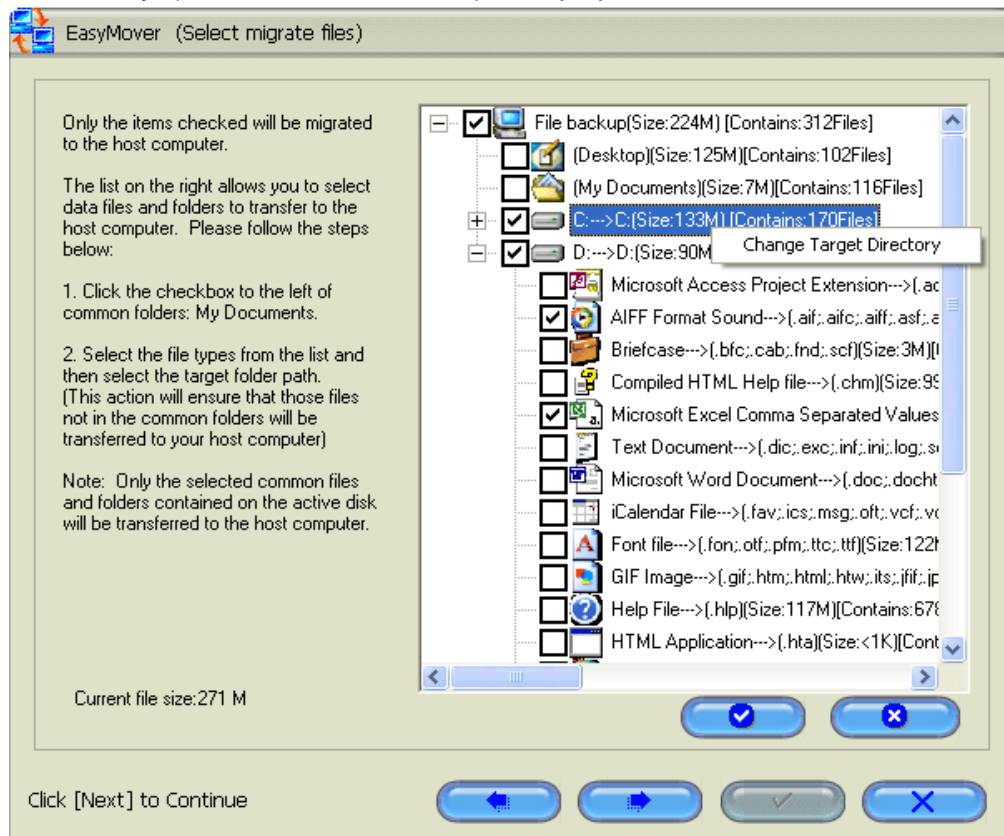 EasyMover (Select migrate files)
Only the items checked will be migrated
to the host computer.
The list on the right allows you to select
data files and folders to transfer to the
host computer. Please follow the steps
below:
1. Click the checkbox to the left of
common folders: My Documents.
2. Select the file types from the list and
then select the target folder path.
(This action will ensure that those files
not in the common folders will be
transferred to your host computer)
Note: Only the selected common files
and folders contained on the active disk
will be transferred to the host computer.
Current file size:271 M
File backup(Size:224M) [Contains:312Files]
(Desktop)(Size:125M)[Contains:102Files]
(My Documents)(Size:7M)[Contains:116Files]
C:--->C:(Size:133M) [Contains:170Files]
Change Target Directory
D:--->D:(Size:90M
Microsoft Access Project Extension--->(.ac
AIFF Format Sound--->(.aif;.aifc;.aiff;.asf;.a
Briefcase--->(.bfc;.cab;.fnd;.scf)(Size:3M)[
Compiled HTML Help file--->(.chm)(Size:99
Microsoft Excel Comma Separated Values
Text Document--->(.dic;.exc;.inf;.ini;.log;.s
Microsoft Word Document--->(.doc;.docht
iCalendar File--->(.fav;.ics;.msg;.oft;.vcf;.v
Font file--->(.fon;.otf;.pfm;.ttc;.ttf)(Size:122
GIF Image--->(.gif;.htm;.html;.htw;.its;.jfif;.jp
Help File--->(.hlp)(Size:117M)[Contains:678
HTML Application--->(.hta)(Size:<1K)[Cont
Click [Next] to Continue